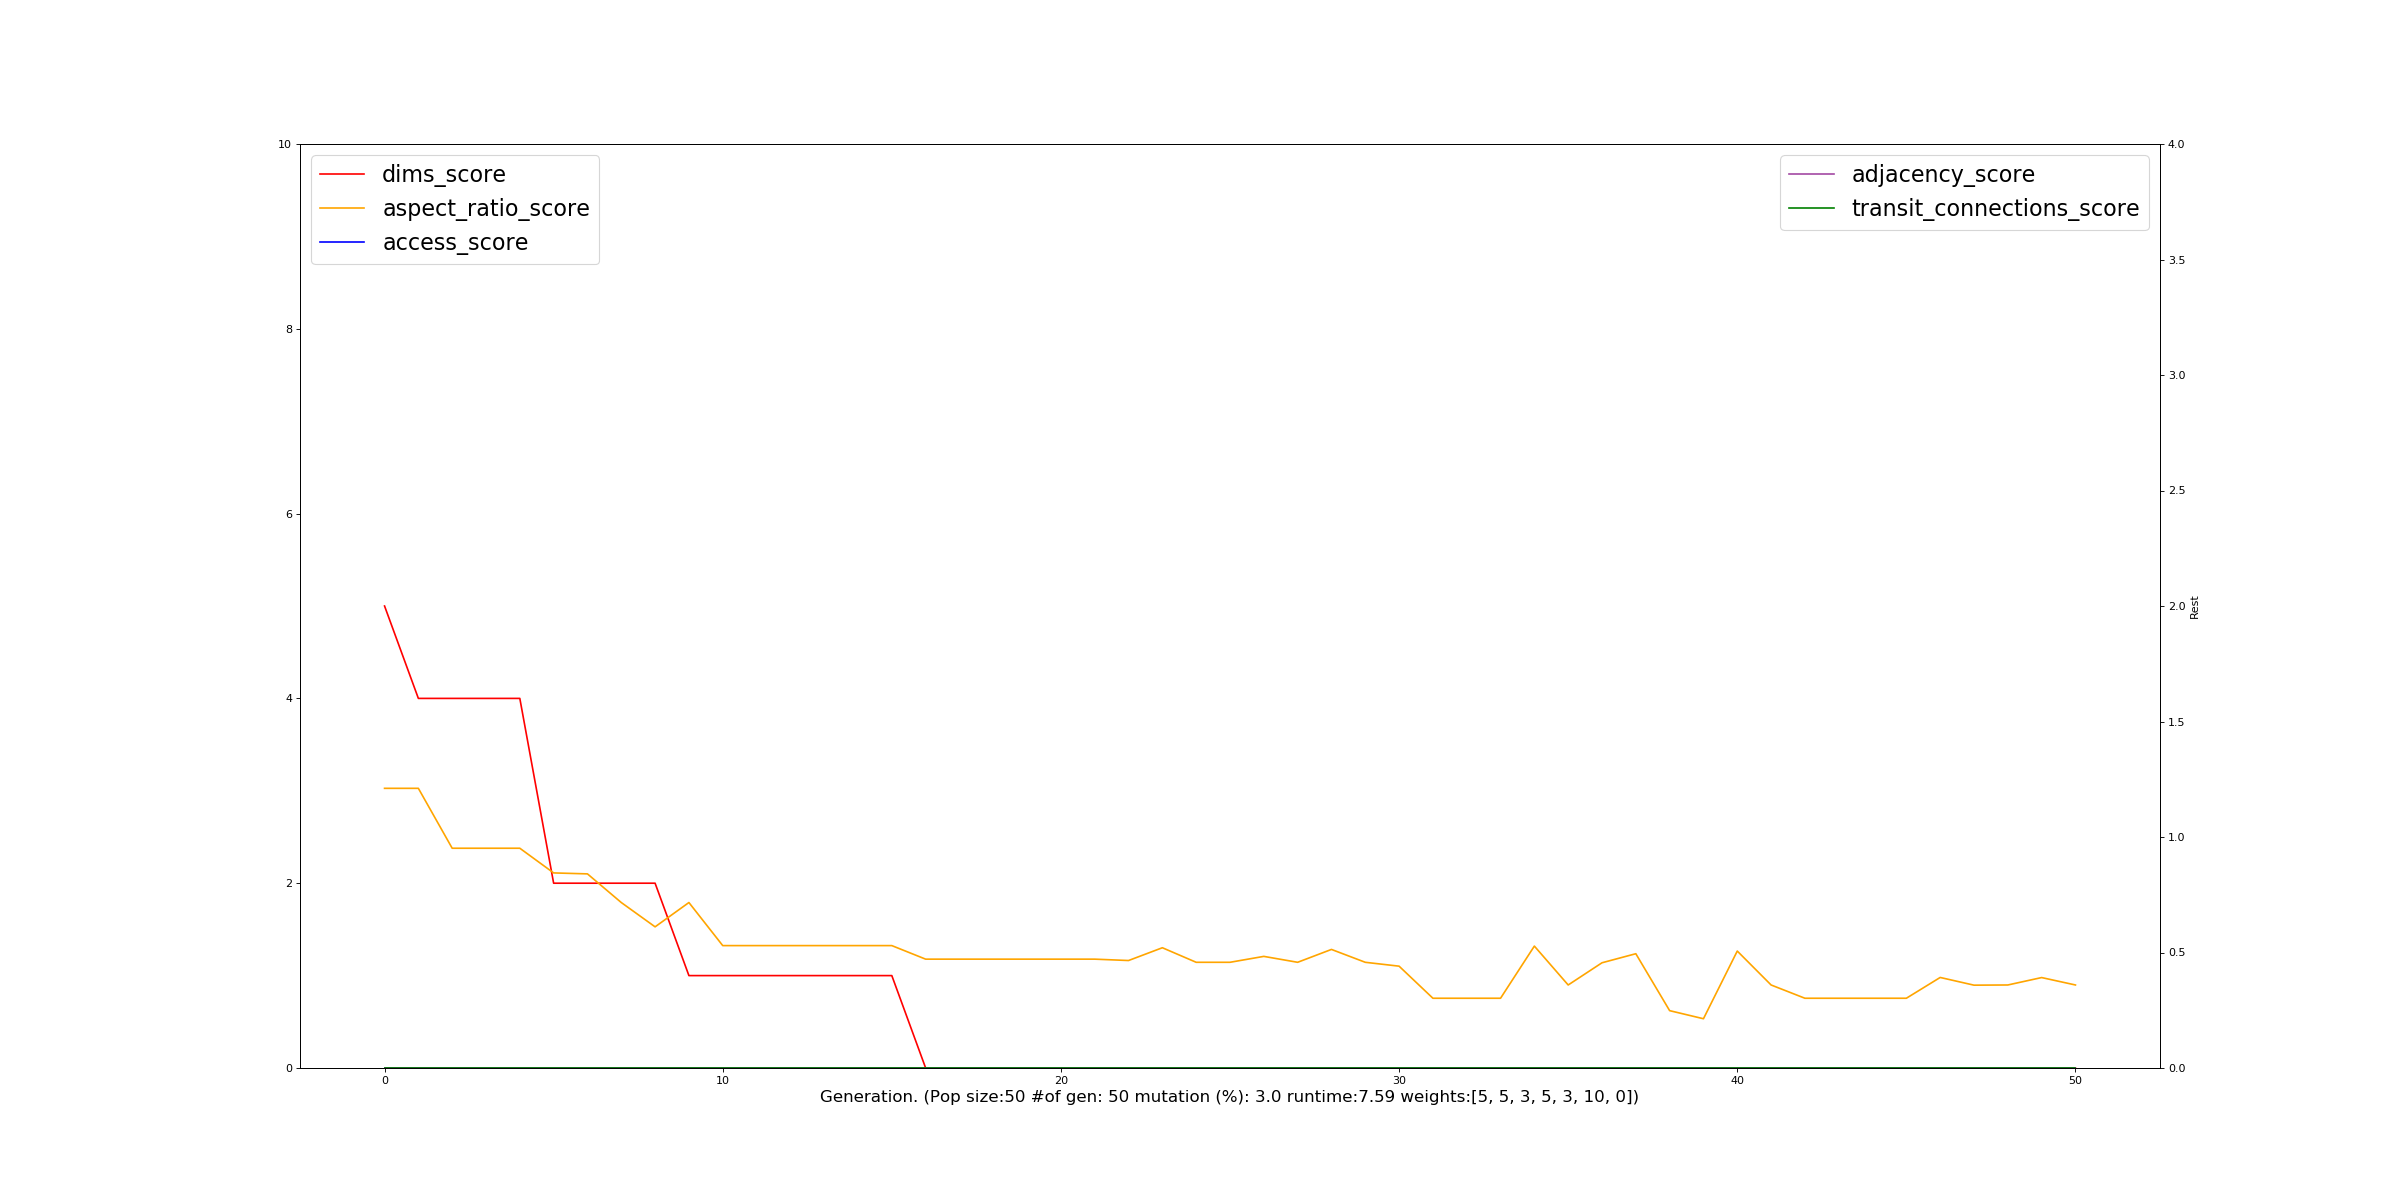 dims_score
aspect_ratio_score
access_score
adjacency_score
transit_connections_score
10
8
6
4
2
0
4.0
3.5
3.0
2.5
2.0
1.5
1.0
0.5
0.0
Rest
0 10 20 30 40 50
Generation. (Pop size:50 #of gen: 50 mutation (%): 3.0 runtime:7.59 weights:[5, 5, 3, 5, 3, 10, 0])